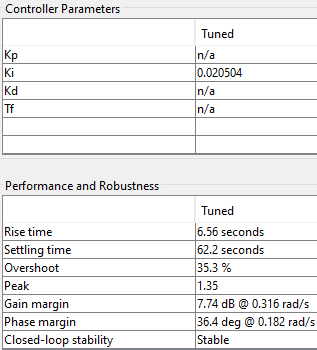 Controller Parameters
Tuned
Kp n/a
Ki 0.020504
Kd n/a
Tf n/a
Performance and Robustness
Tuned
Rise time 6.56 seconds
Settling time 62.2 seconds
Overshoot 35.3 %
Peak 1.35
Gain margin 7.74 dB @ 0.316 rad/s
Phase margin 36.4 deg @ 0.182 rad/s
Closed-loop stability Stable